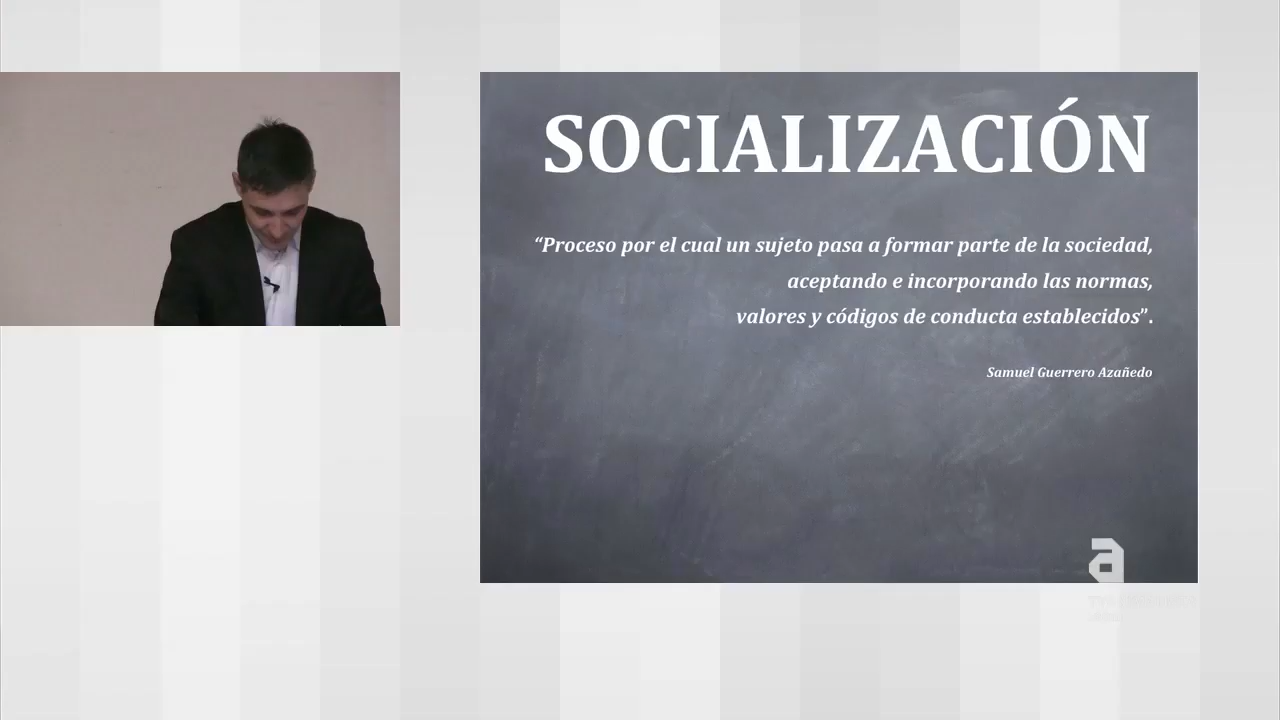 SOCIALIZACIÓN
“Proceso por el cual un sujeto pasa a formar parte de la sociedad,
aceptando e incorporando las normas,
valores y códigos de conducta establecidos”.
Samuel Guerrero Azañedo
a